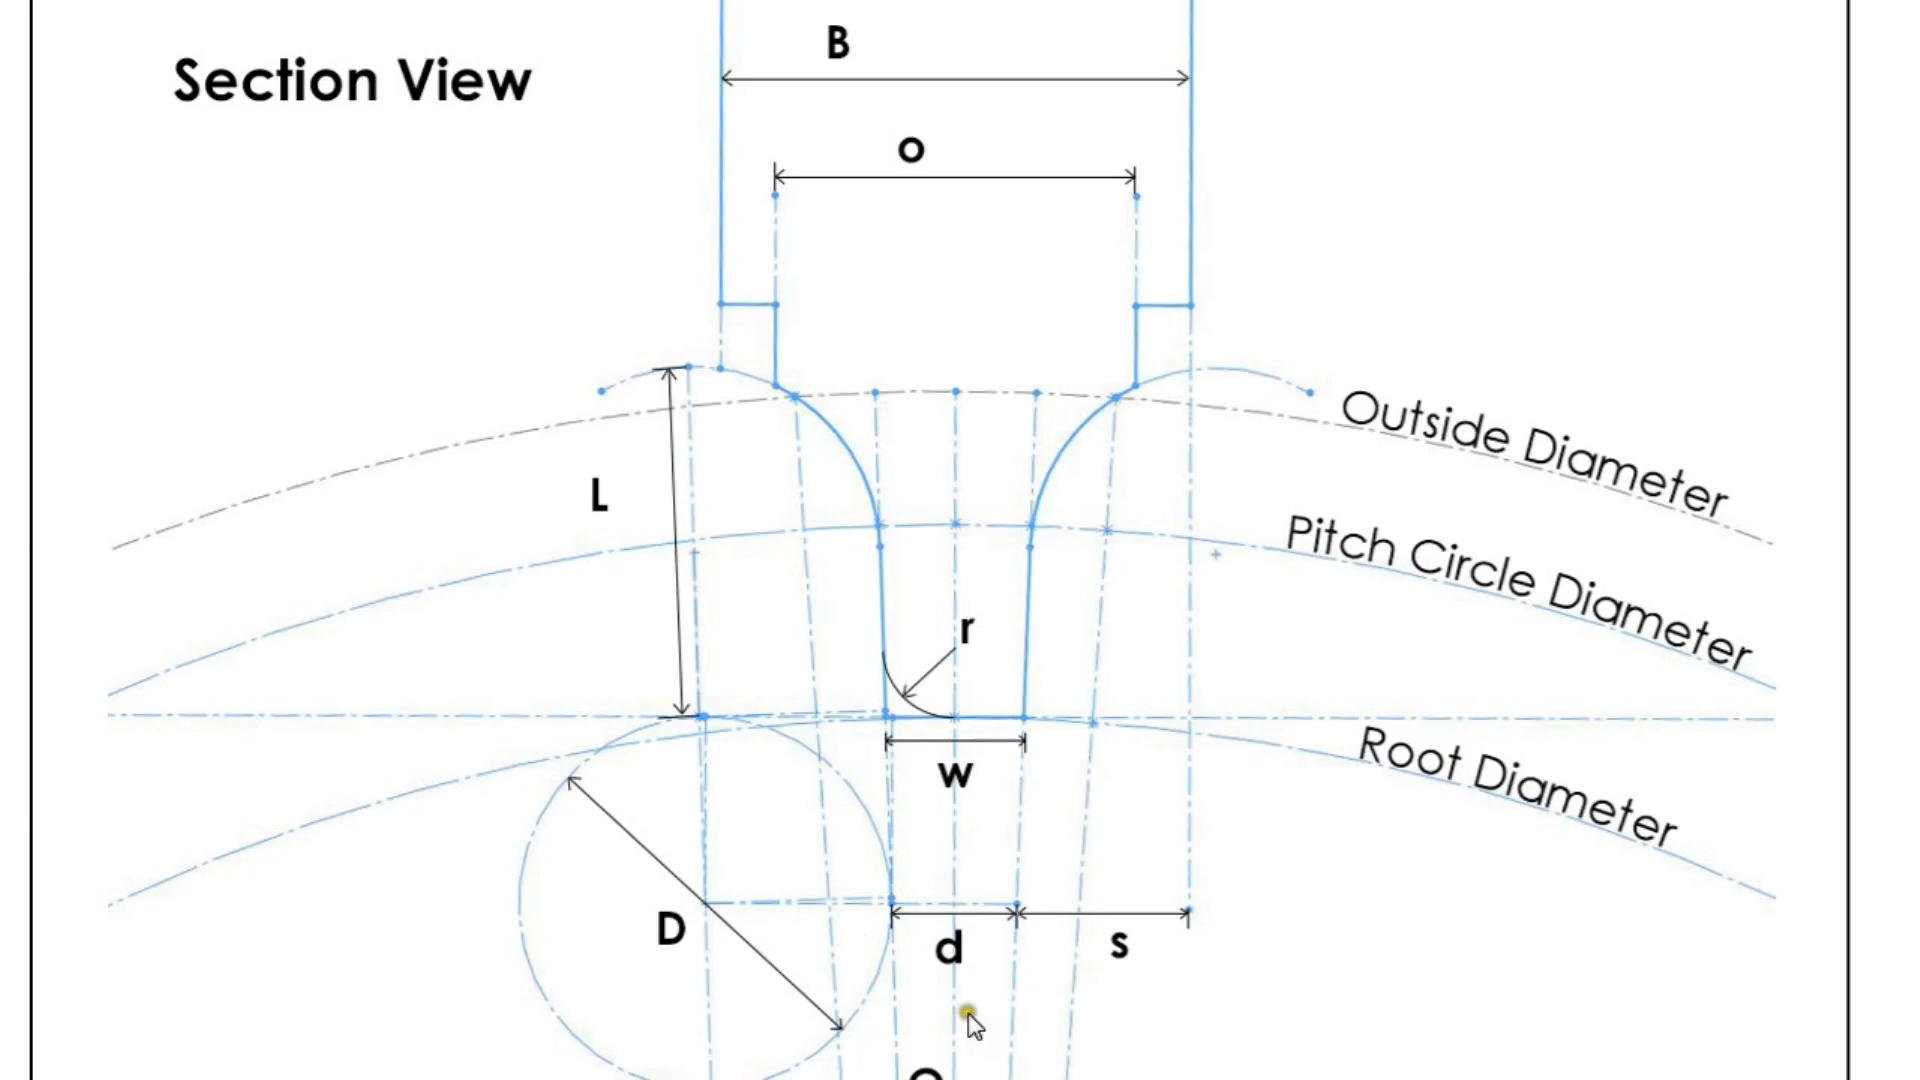 Section View
B
o
Outside Diameter
L
Pitch Circle Diameter
r
Root Diameter
w
D
d
s